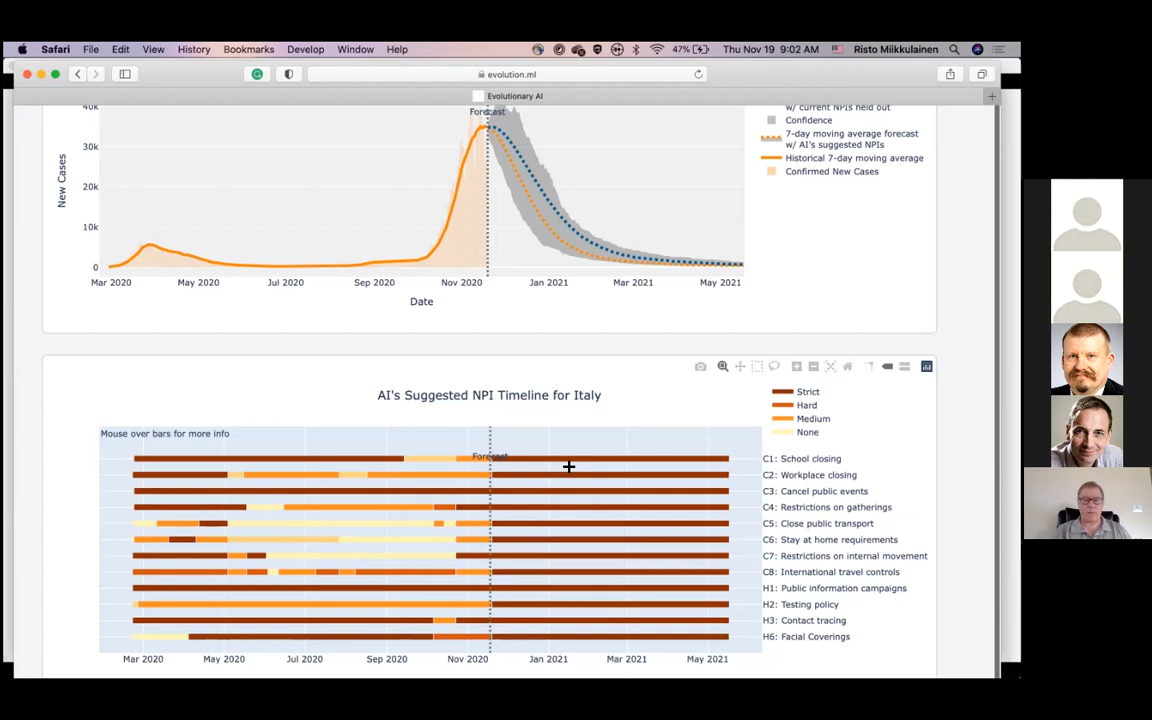 Safari File Edit View History Bookmarks Develop Window Help 47% Thu Nov 19 9:02 AM Risto Miikkulainen
evolution.ml
Evolutionary AI
40k
30k
20k
10k
0
New Cases
Forecast
w/ current NPIs held out
Confidence
7-day moving average forecast
w/ AI's suggested NPIs
Historical 7-day moving average
Confirmed New Cases
Mar 2020 May 2020 Jul 2020 Sep 2020 Nov 2020 Jan 2021 Mar 2021 May 2021
Date
AI's Suggested NPI Timeline for Italy
Strict
Hard
Medium
None
Mouse over bars for more info
Forecast
C1: School closing
C2: Workplace closing
C3: Cancel public events
C4: Restrictions on gatherings
C5: Close public transport
C6: Stay at home requirements
C7: Restrictions on internal movement
C8: International travel controls
H1: Public information campaigns
H2: Testing policy
H3: Contact tracing
H6: Facial Coverings
Mar 2020 May 2020 Jul 2020 Sep 2020 Nov 2020 Jan 2021 Mar 2021 May 2021